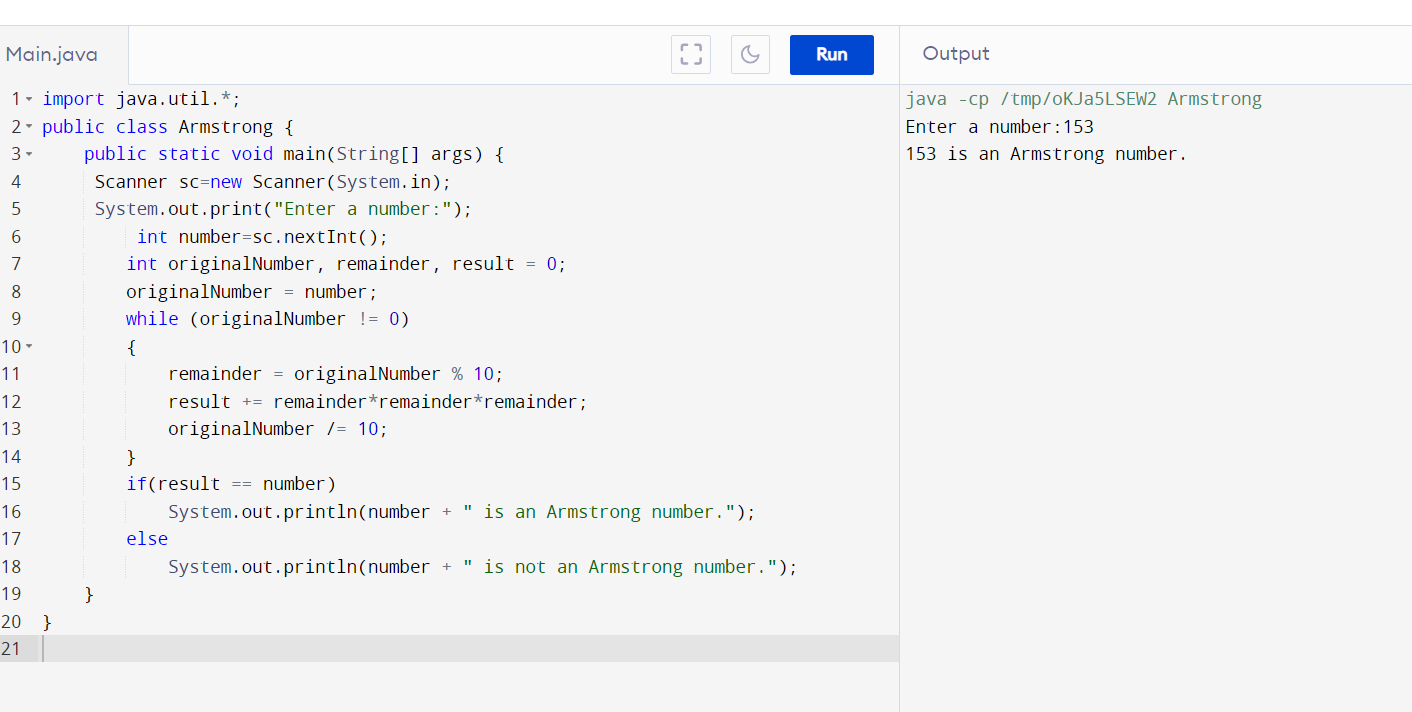 Main.java
Run
Output
1 import java.util.*;
2 public class Armstrong {
3 public static void main(String[] args) {
4 Scanner sc=new Scanner(System.in);
5 System.out.print("Enter a number:");
6 int number=sc.nextInt();
7 int originalNumber, remainder, result = 0;
8 originalNumber = number;
9 while (originalNumber != 0)
10 {
11 remainder = originalNumber % 10;
12 result += remainder*remainder*remainder;
13 originalNumber /= 10;
14 }
15 if(result == number)
16 System.out.println(number + " is an Armstrong number.");
17 else
18 System.out.println(number + " is not an Armstrong number.");
19 }
20 }
21
java -cp /tmp/oKJa5LSEW2 Armstrong
Enter a number:153
153 is an Armstrong number.